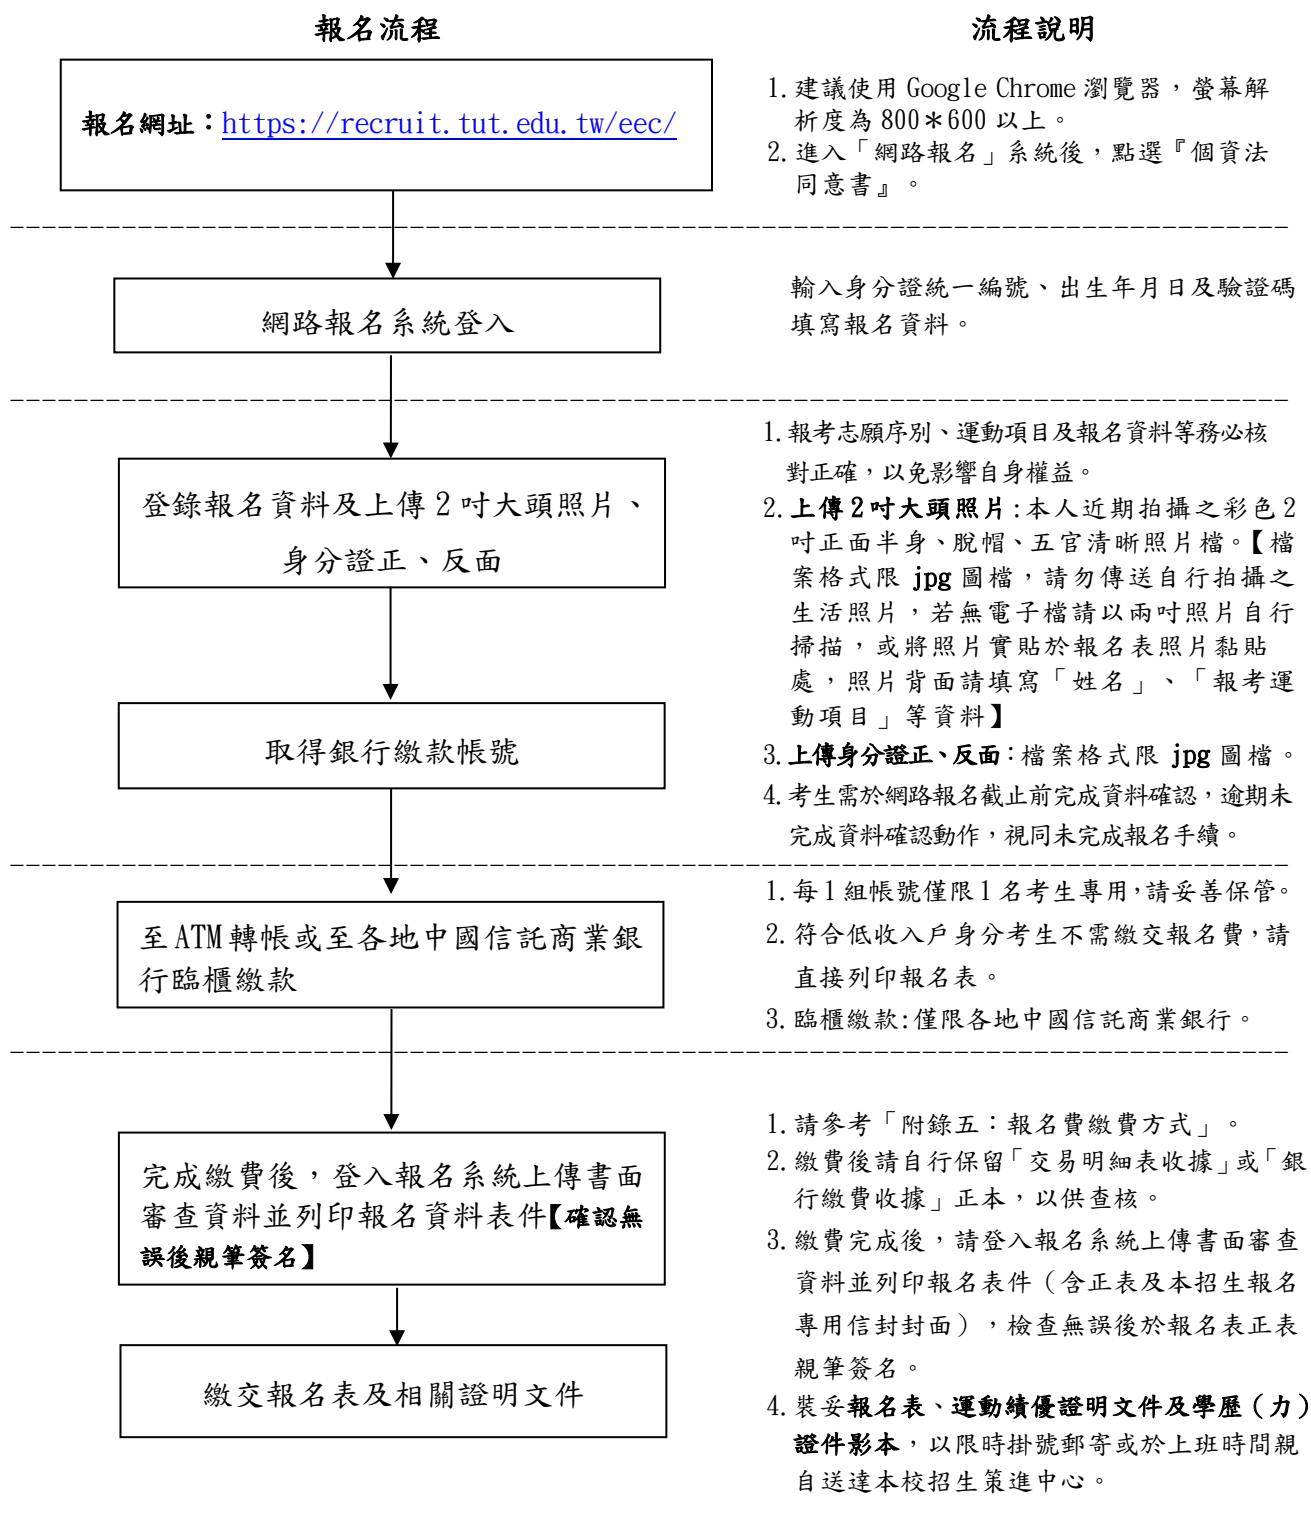 報名流程
流程說明
報名網址：https://recruit.tut.edu.tw/eec/
1.建議使用 Google Chrome 瀏覽器，螢幕解
析度為 800＊600 以上。
2.進入「網路報名」系統後，點選『個資法
同意書』。
網路報名系統登入
輸入身分證統一編號、出生年月日及驗證碼
填寫報名資料。
登錄報名資料及上傳 2 吋大頭照片、
身分證正、反面
取得銀行繳款帳號
1.報考志願序別、運動項目及報名資料等務必核
對正確，以免影響自身權益。
2.上傳 2 吋大頭照片:本人近期拍攝之彩色 2
吋正面半身、脫帽、五官清晰照片檔。【檔
案格式限 jpg 圖檔，請勿傳送自行拍攝之
生活照片，若無電子檔請以兩吋照片自行
掃描，或將照片實貼於報名表照片黏貼
處，照片背面請填寫「姓名」、「報考運
動項目」等資料】
3.上傳身分證正、反面:檔案格式限 jpg 圖檔。
4.考生需於網路報名截止前完成資料確認，逾期未
完成資料確認動作，視同未完成報名手續。
至 ATM 轉帳或至各地中國信託商業銀
行臨櫃繳款
1.每 1 組帳號僅限 1 名考生專用，請妥善保管。
2.符合低收入戶身分考生不需繳交報名費，請
直接列印報名表。
3.臨櫃繳款:僅限各地中國信託商業銀行。
完成繳費後，登入報名系統上傳書面
審查資料並列印報名資料表件【確認無
誤後親筆簽名】
繳交報名表及相關證明文件
1.請參考「附錄五：報名費繳費方式」。
2.繳費後請自行保留「交易明細表收據」或「銀
行繳費收據」正本，以供查核。
3.繳費完成後，請登入報名系統上傳書面審查
資料並列印報名表件（含正表及本招生報名
專用信封封面），檢查無誤後於報名表正表
親筆簽名。
4.裝妥報名表、運動績優證明文件及學歷（力）
證件影本，以限時掛號郵寄或於上班時間親
自送達本校招生策進中心。